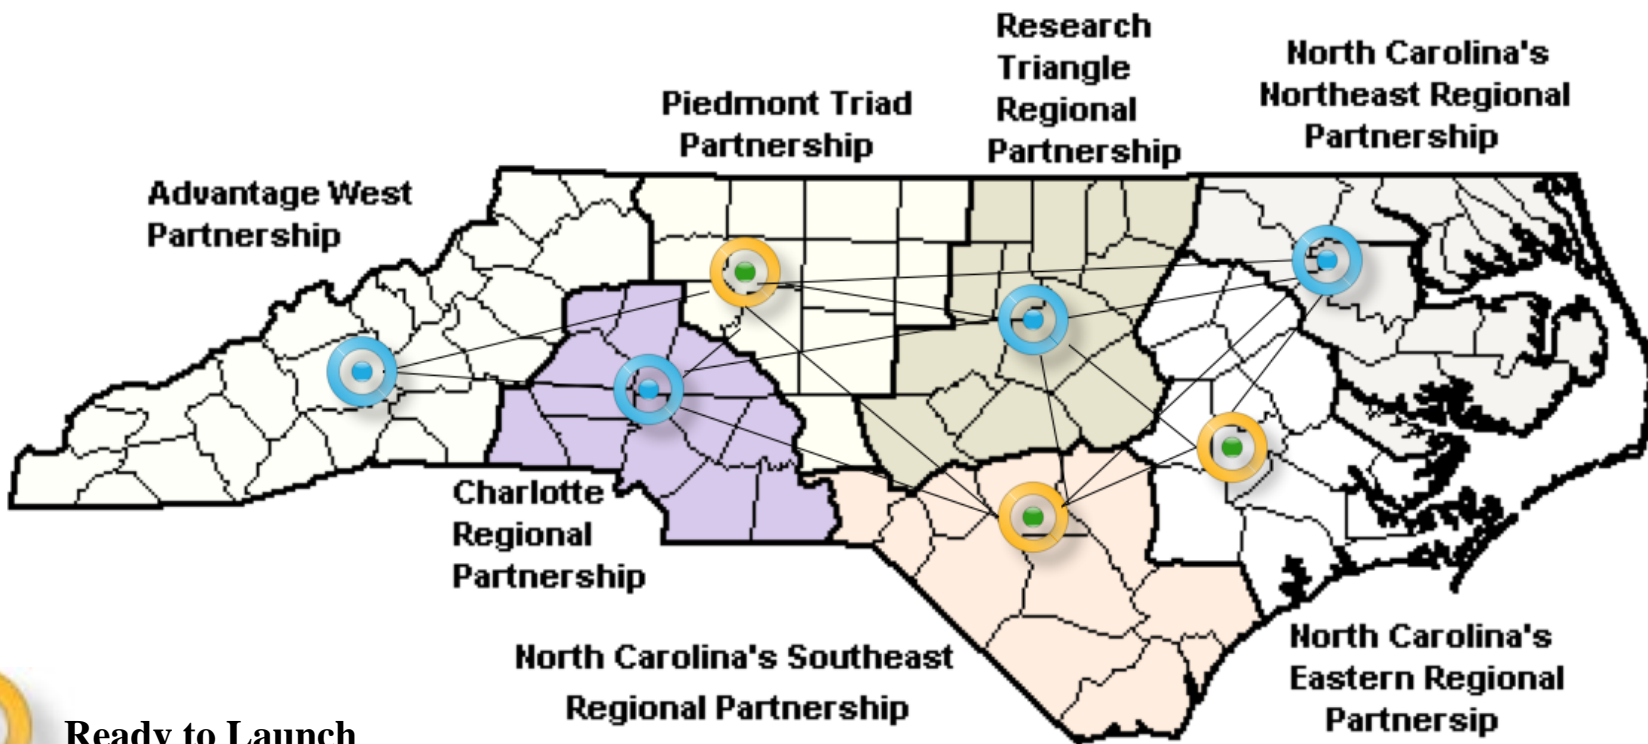 Research
Triangle
Regional
Partnership
North Carolina's
Northeast Regional
Partnership
Piedmont Triad
Partnership
Advantage West
Partnership
Charlotte
Regional
Partnership
North Carolina's Southeast
Regional Partnership
North Carolina's
Eastern Regional
Partnersip
Ready to Launch